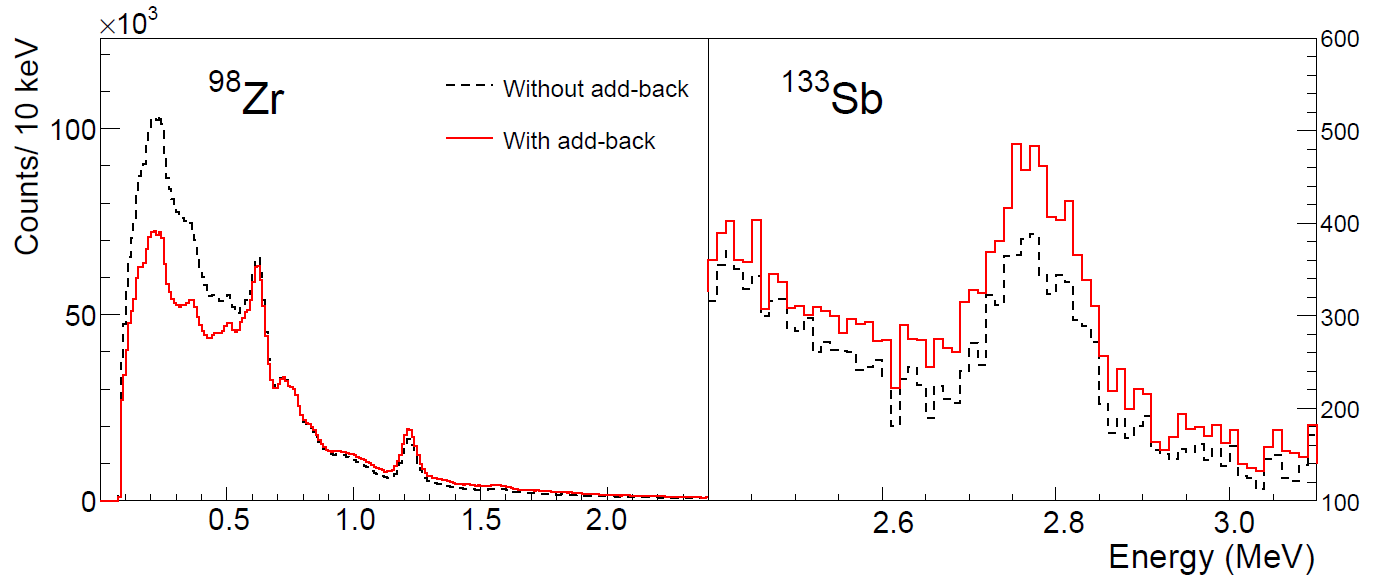 ×10³
Counts/ 10 keV
⁹⁸Zr
Without add-back
With add-back
¹³³Sb
100
50
0
600
500
400
300
200
100
0.5 1.0 1.5 2.0 2.6 2.8 3.0
Energy (MeV)